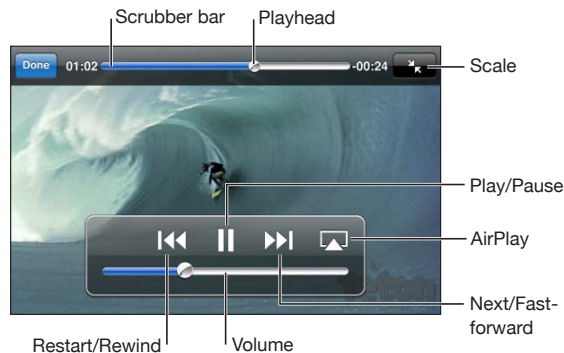 Scrubber bar
Playhead
Done
01:02
-00:24
Scale
Play/Pause
AirPlay
Next/Fast-
forward
Restart/Rewind
Volume